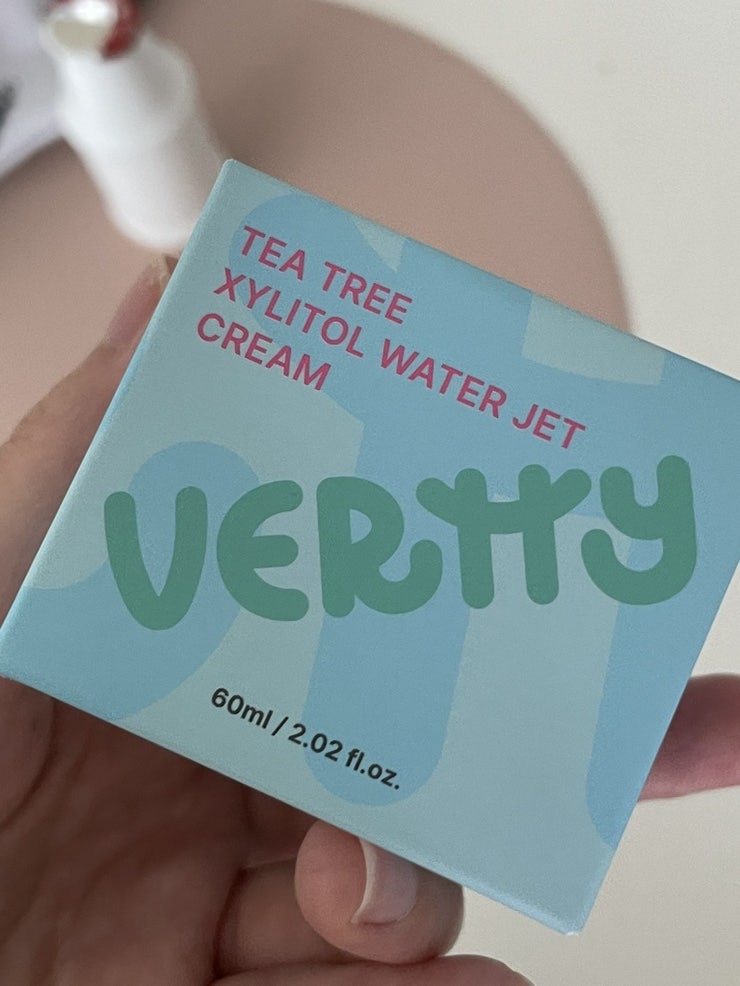 TEA TREE
XYLITOL WATER JET
CREAM
VERTTY
60ml / 2.02 fl.oz.